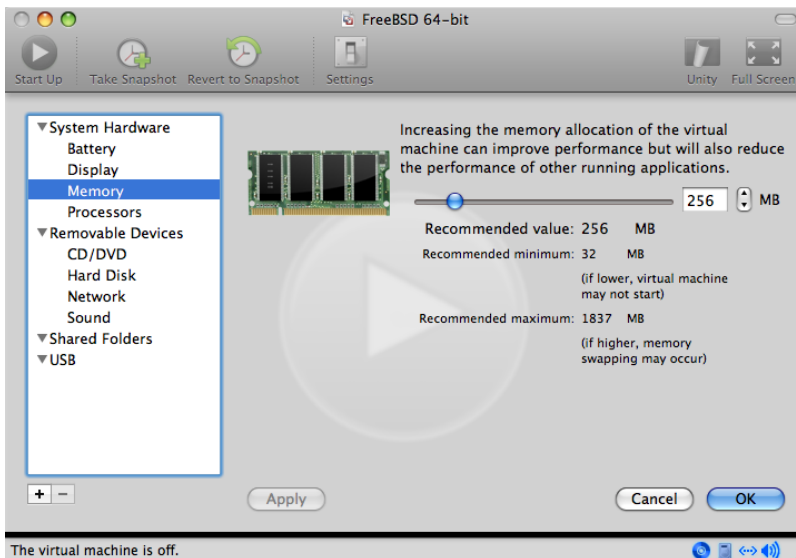 FreeBSD 64-bit
Start Up Take Snapshot Revert to Snapshot Settings Unity Full Screen
System Hardware
Battery
Display
Memory
Processors
Removable Devices
CD/DVD
Hard Disk
Network
Sound
Shared Folders
USB
Increasing the memory allocation of the virtual
machine can improve performance but will also reduce
the performance of other running applications.
256 MB
Recommended value: 256 MB
Recommended minimum: 32 MB
(if lower, virtual machine
may not start)
Recommended maximum: 1837 MB
(if higher, memory
swapping may occur)
+ −
Apply Cancel OK
The virtual machine is off.